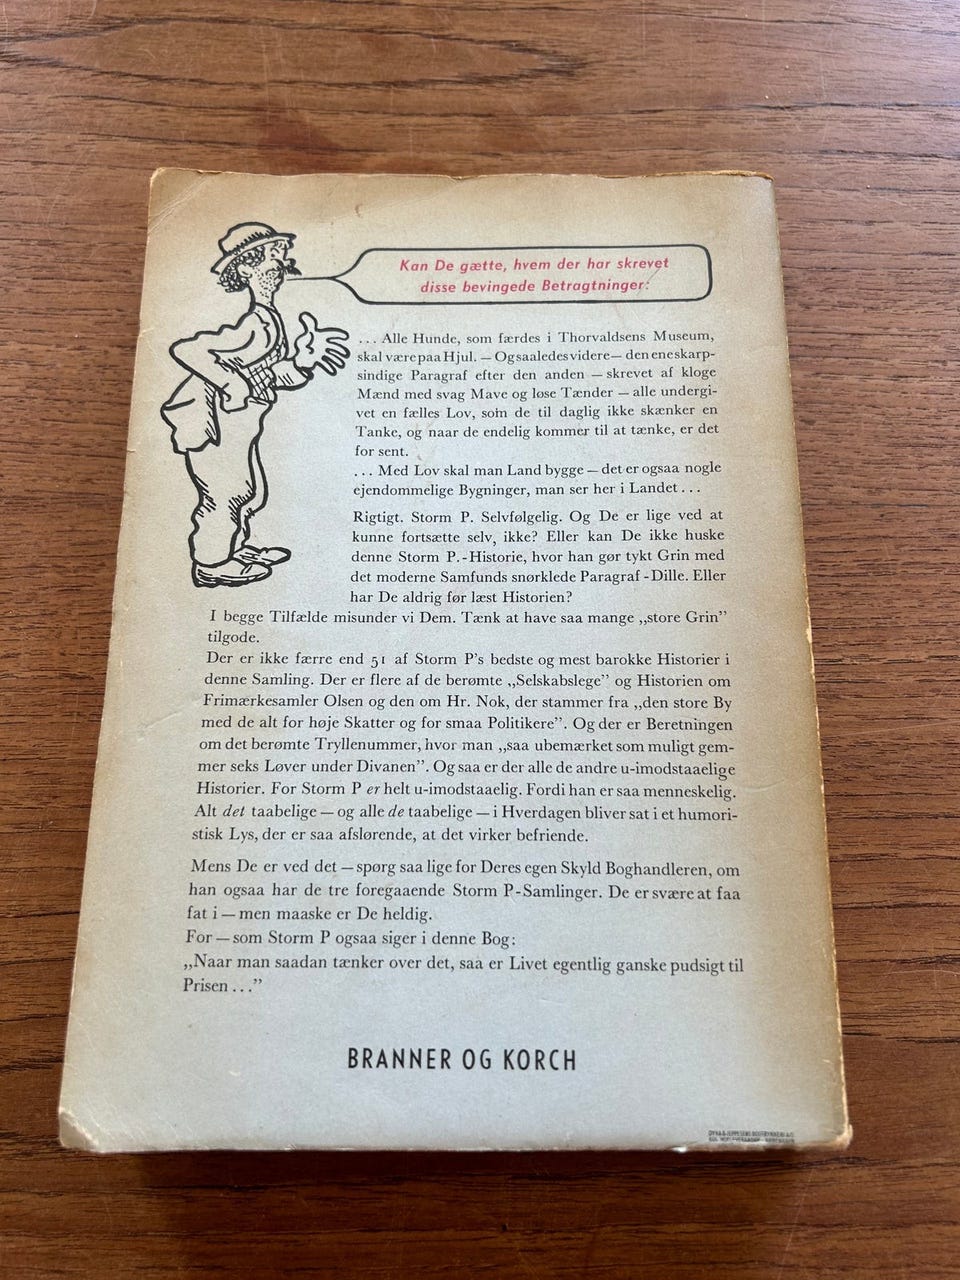 Kan De gætte, hvem der har skrevet
disse bevingede Betragtninger:
... Alle Hunde, som færdes i Thorvaldsens Museum,
skal være paa Hjul. — Og saaledes videre — den ene skarp-
sindige Paragraf efter den anden — skrevet af kloge
Mænd med svag Mave og løse Tænder — alle undergi-
vet en fælles Lov, som de til daglig ikke skænker en
Tanke, og naar de endelig kommer til at tænke, er det
for sent.
... Med Lov skal man Land bygge — det er ogsaa nogle
ejendommelige Bygninger, man ser her i Landet...
Rigtigt. Storm P. Selvfølgelig. Og De er lige ved at
kunne fortsætte selv, ikke? Eller kan De ikke huske
denne Storm P.-Historie, hvor han gør tykt Grin med
det moderne Samfunds snørklede Paragraf-Dille. Eller
har De aldrig før læst Historien?
I begge Tilfælde misunder vi Dem. Tænk at have saa mange „store Grin”
tilgode.
Der er ikke færre end 51 af Storm P's bedste og mest barokke Historier i
denne Samling. Der er flere af de berømte „Selskabslege” og Historien om
Frimærkesamler Olsen og den om Hr. Nok, der stammer fra „den store By
med de alt for høje Skatter og for smaa Politikere”. Og der er Beretningen
om det berømte Tryllenummer, hvor man „saa ubemærket som muligt gem-
mer seks Løver under Divanen”. Og saa er der alle de andre u-imodstaaelige
Historier. For Storm P er helt u-imodstaaelig. Fordi han er saa menneskelig.
Alt det taabelige — og alle de taabelige — i Hverdagen bliver sat i et humori-
stisk Lys, der er saa afslørende, at det virker befriende.
Mens De er ved det — spørg saa lige for Deres egen Skyld Boghandleren, om
han ogsaa har de tre foregaaende Storm P-Samlinger. De er svære at faa
fat i — men maaske er De heldig.
For — som Storm P ogsaa siger i denne Bog:
„Naar man saadan tænker over det, saa er Livet egentlig ganske pudsigt til
Prisen...”
BRANNER OG KORCH